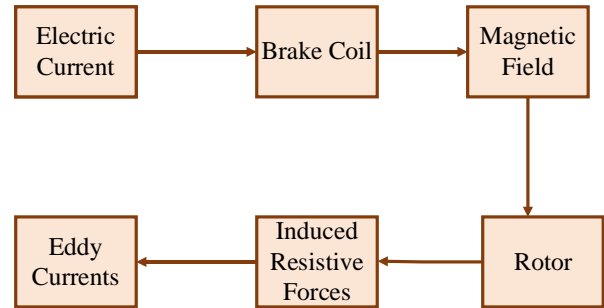 Electric
Current
Brake Coil
Magnetic
Field
Eddy
Currents
Induced
Resistive
Forces
Rotor